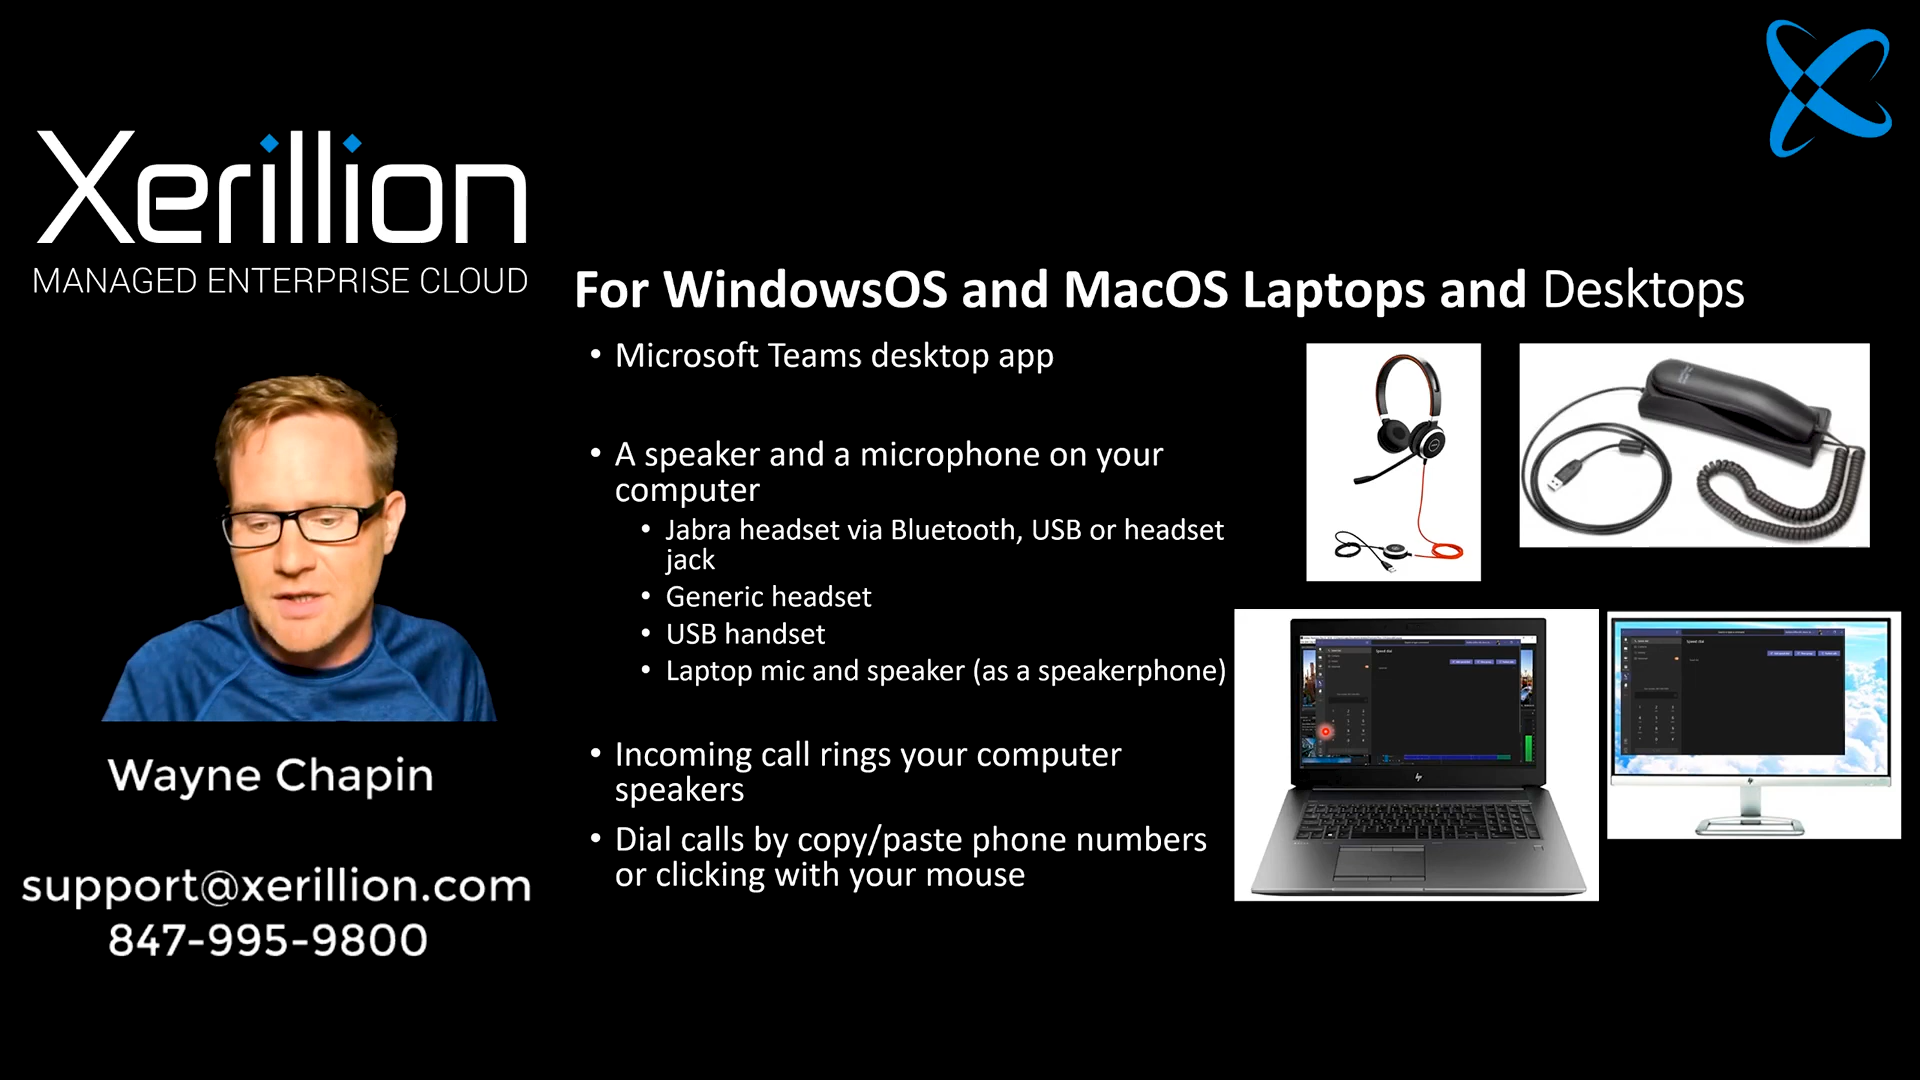 Xerillion
MANAGED ENTERPRISE CLOUD
For WindowsOS and MacOS Laptops and Desktops
• Microsoft Teams desktop app
• A speaker and a microphone on your
computer
• Jabra headset via Bluetooth, USB or headset
jack
• Generic headset
• USB handset
• Laptop mic and speaker (as a speakerphone)
• Incoming call rings your computer
speakers
• Dial calls by copy/paste phone numbers
or clicking with your mouse
Wayne Chapin
support@xerillion.com
847-995-9800
hp
hp